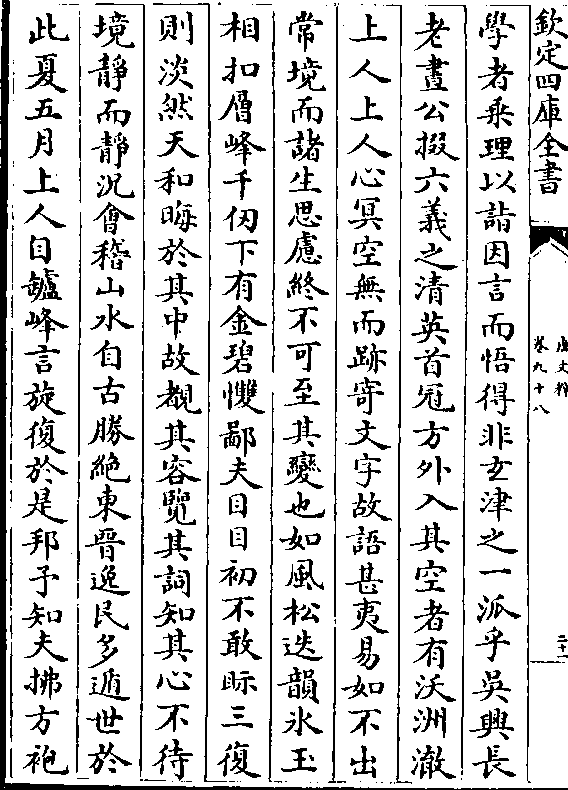 欽定四庫全書
唐文粹
卷九十八
二十
學者乗理以詣因言而悟得非玄津之一派乎吳興長
老晝公掇六義之清英首冠方外入其空者有沃洲澈
上人上人心冥空無而跡寄文字故語甚夷易如不出
常境而諸生思慮終不可至其變也如風松迭韻氷玉
相扣層峰千仞下有金碧慢鄙夫目目初不敢眎三復
則淡然天和晦於其中故覩其容覽其詞知其心不待
境靜而靜況會稽山水自古勝絶東晉逸民多遁世於
此夏五月上人自鑪峰言旋復於是邦予知夫拂方袍